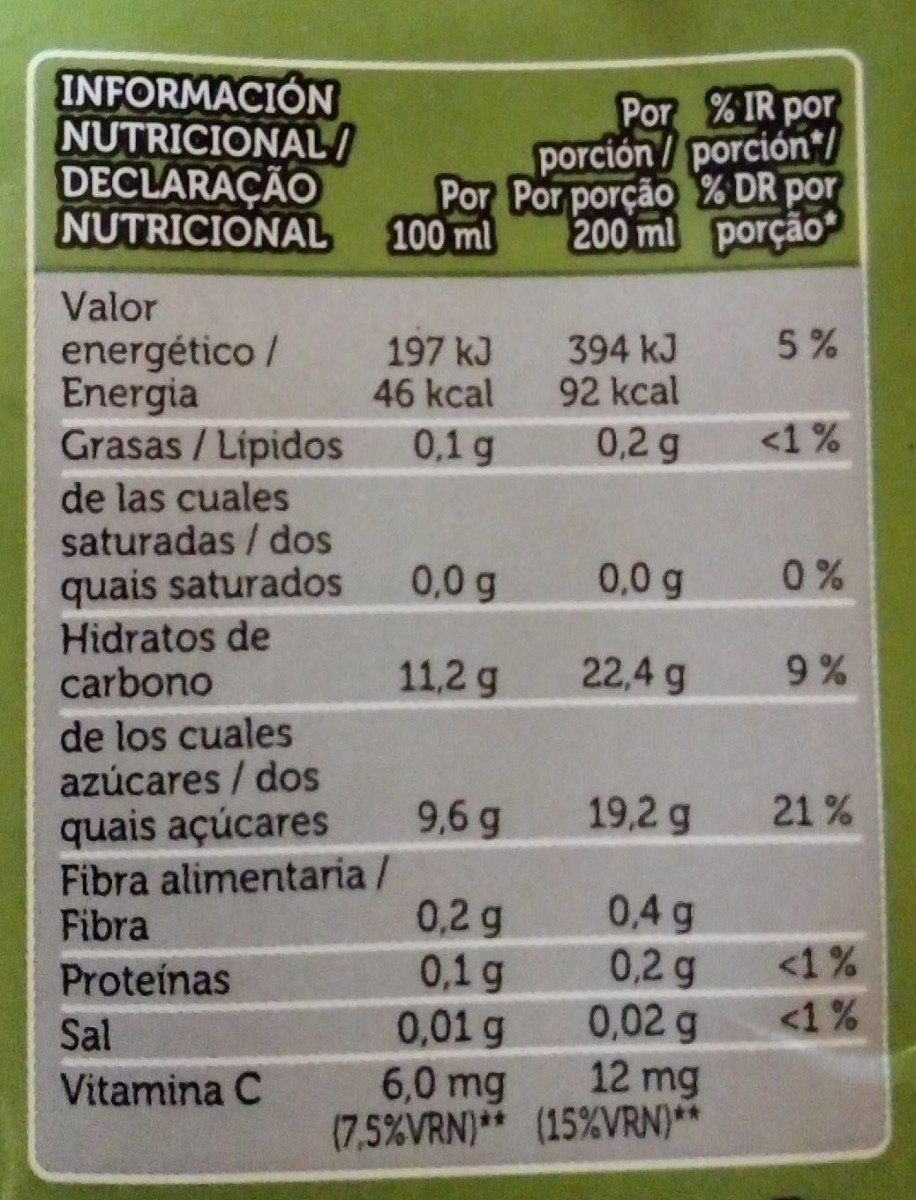 INFORMACIÓN
NUTRICIONAL /
DECLARAÇÃO
NUTRICIONAL
Por
100 ml
Por
porción /
Por porção
200 ml
% IR por
porción*/
% DR por
porção*
Valor
energético / 197 kJ 394 kJ 5 %
Energia 46 kcal 92 kcal
Grasas / Lípidos 0,1 g 0,2 g <1 %
de las cuales
saturadas / dos
quais saturados 0,0 g 0,0 g 0 %
Hidratos de
carbono 11,2 g 22,4 g 9 %
de los cuales
azúcares / dos
quais açúcares 9,6 g 19,2 g 21 %
Fibra alimentaria /
Fibra 0,2 g 0,4 g
Proteínas 0,1 g 0,2 g <1 %
Sal 0,01 g 0,02 g <1 %
Vitamina C 6,0 mg 12 mg
(7,5%VRN)** (15%VRN)**